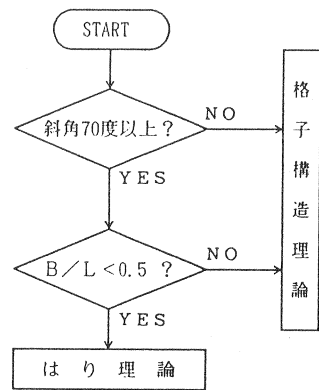 START
斜角70度以上？
NO
YES
B／L＜0.5 ？
NO
YES
はり理論
格子構造理論